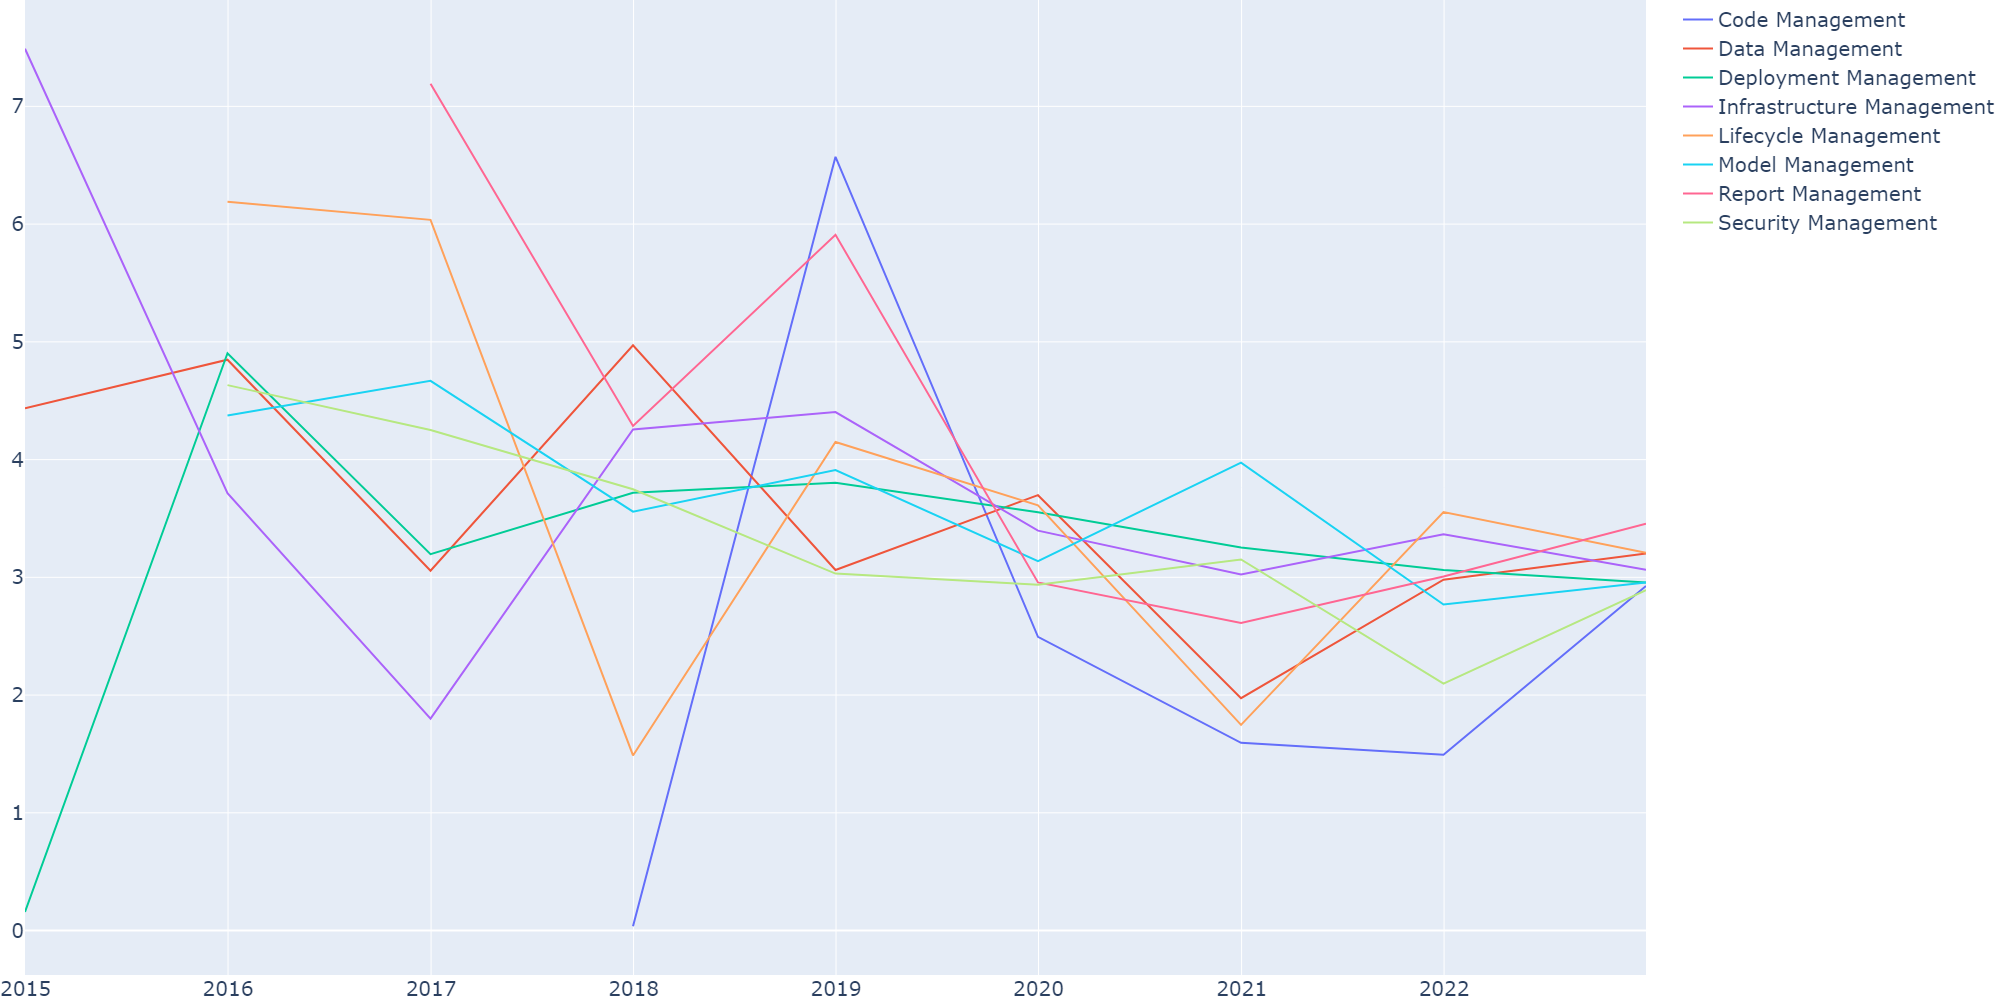 Code Management
Data Management
Deployment Management
Infrastructure Management
Lifecycle Management
Model Management
Report Management
Security Management
7
6
5
4
3
2
1
0
2015 2016 2017 2018 2019 2020 2021 2022